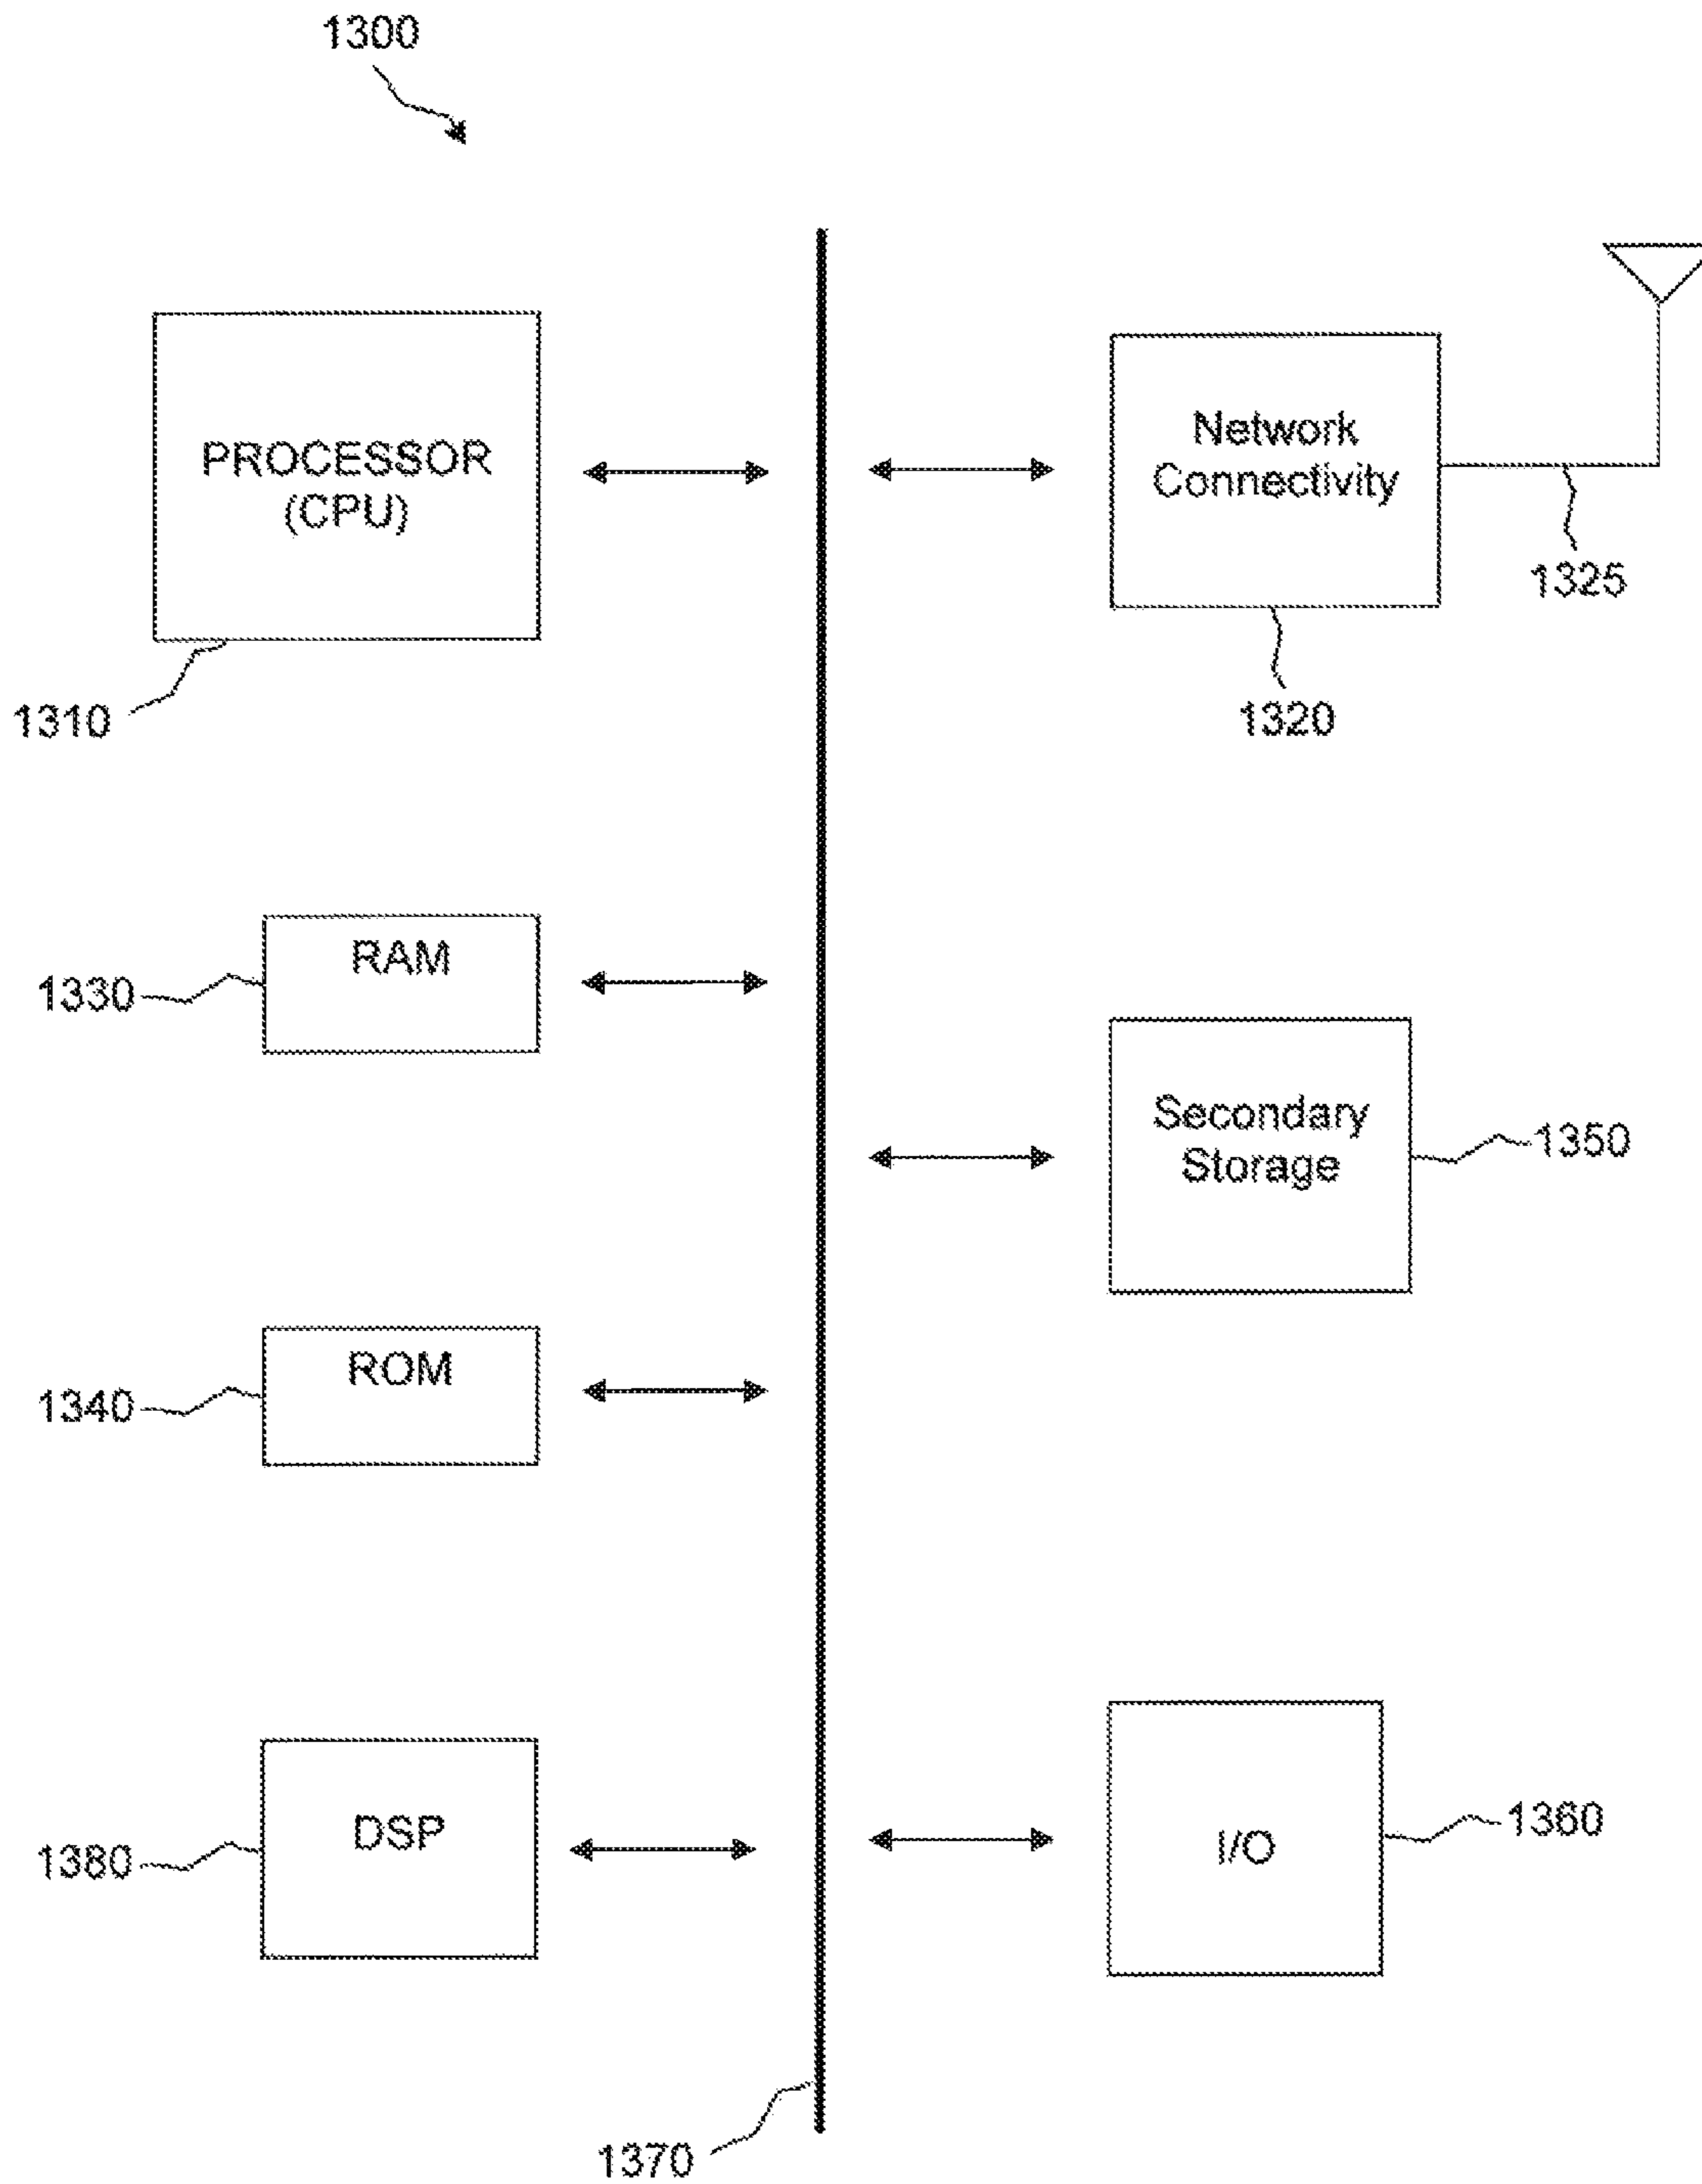 1300
PROCESSOR
(CPU)
1310
Network
Connectivity
1325
1320
RAM
1330
Secondary
Storage
1350
ROM
1340
DSP
1380
I/O
1360
1370